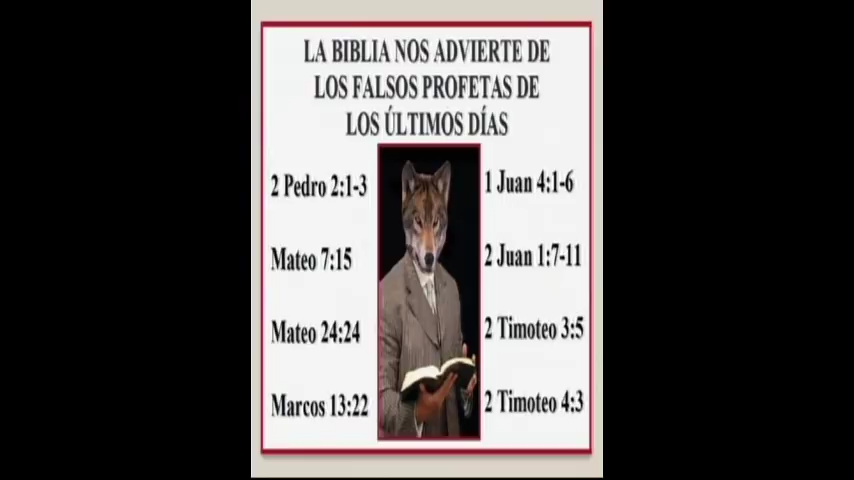 LA BIBLIA NOS ADVIERTE DE
LOS FALSOS PROFETAS DE
LOS ÚLTIMOS DÍAS
2 Pedro 2:1-3
Mateo 7:15
Mateo 24:24
Marcos 13:22
1 Juan 4:1-6
2 Juan 1:7-11
2 Timoteo 3:5
2 Timoteo 4:3